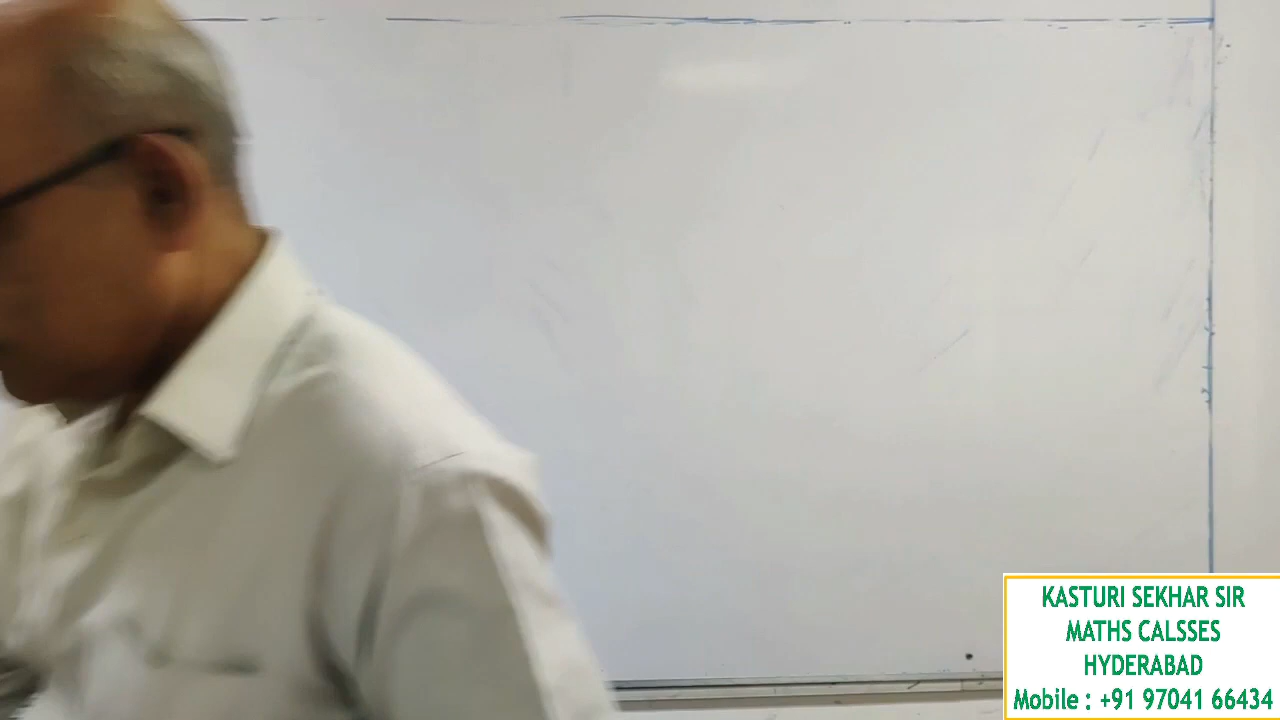 KASTURI SEKHAR SIR
MATHS CALSSES
HYDERABAD
Mobile : +91 97041 66434